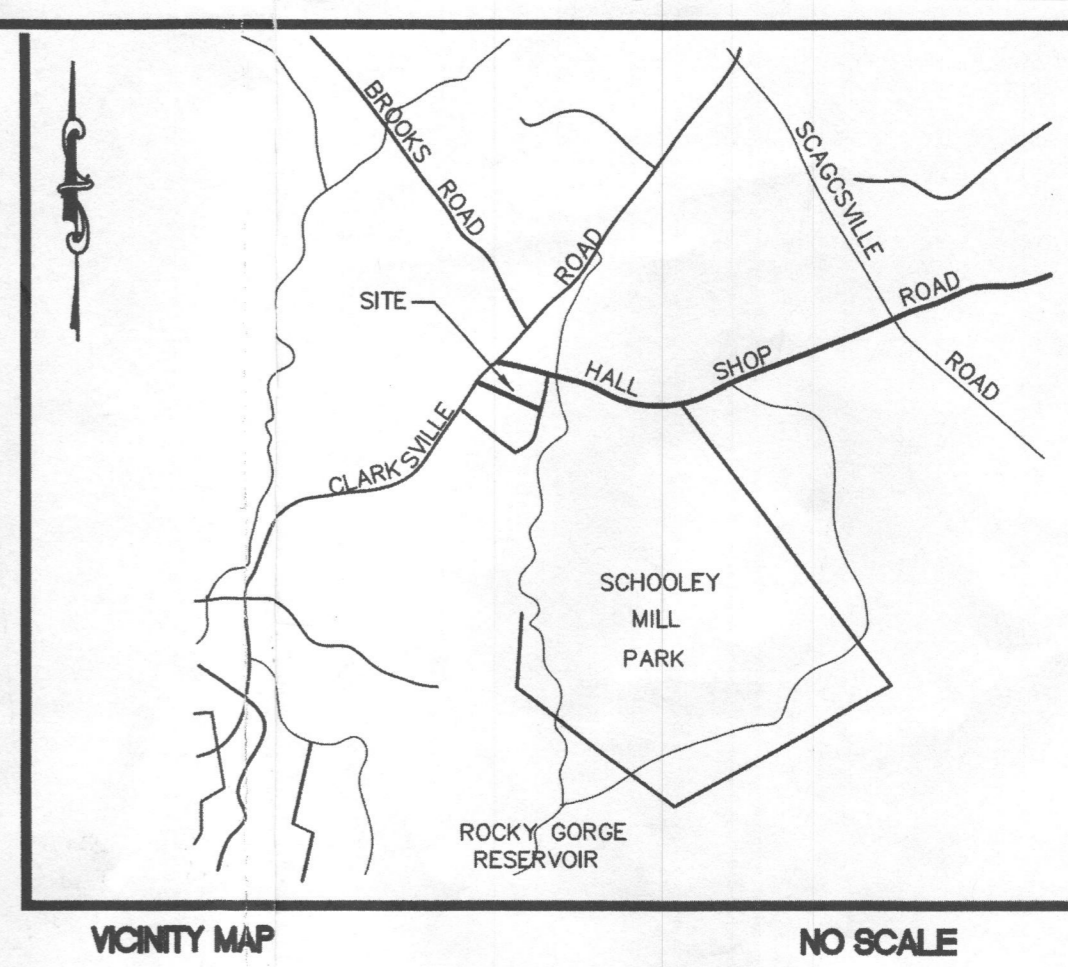 BROOKS ROAD
SCAGCSVILLE ROAD
ROAD
SITE
ROAD
HALL SHOP
CLARKSVILLE
SCHOOLEY
MILL
PARK
ROCKY GORGE
RESERVOIR
VICINITY MAP
NO SCALE